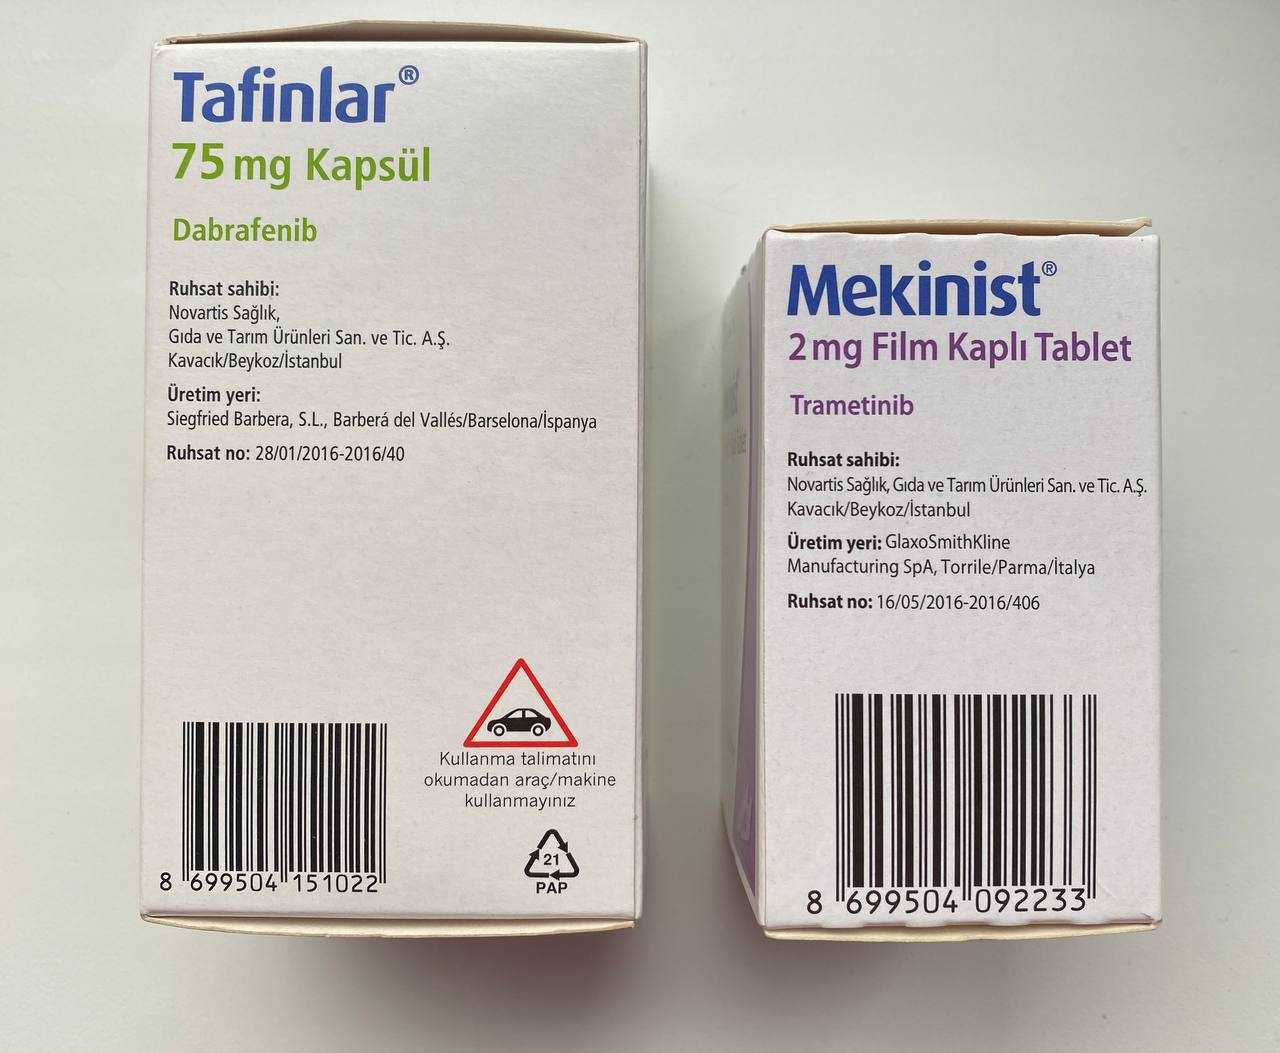 Tafinlar®
75 mg Kapsül
Dabrafenib
Ruhsat sahibi:
Novartis Sağlık,
Gıda ve Tarım Ürünleri San. ve Tic. A.Ş.
Kavacık/Beykoz/İstanbul
Üretim yeri:
Siegfried Barbera, S.L., Barberá del Vallés/Barselona/İspanya
Ruhsat no: 28/01/2016-2016/40
Kullanma talimatını
okumadan araç/makine
kullanmayınız
21
PAP
8 699504 151022
Mekinist®
2 mg Film Kaplı Tablet
Trametinib
Ruhsat sahibi:
Novartis Sağlık, Gıda ve Tarım Ürünleri San. ve Tic. A.Ş.
Kavacık/Beykoz/İstanbul
Üretim yeri: GlaxoSmithKline
Manufacturing SpA, Torrile/Parma/İtalya
Ruhsat no: 16/05/2016-2016/406
8 699504 092233